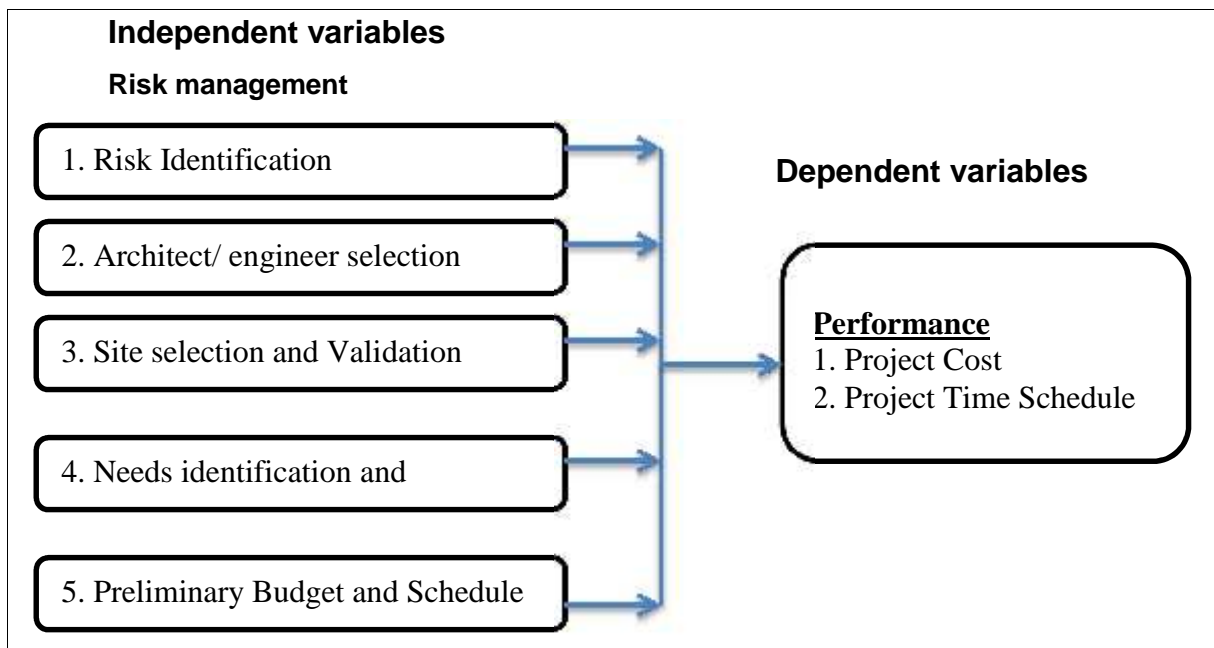 Independent variables
Risk management
1. Risk Identification
2. Architect/ engineer selection
3. Site selection and Validation
4. Needs identification and
5. Preliminary Budget and Schedule
Dependent variables
Performance
1. Project Cost
2. Project Time Schedule